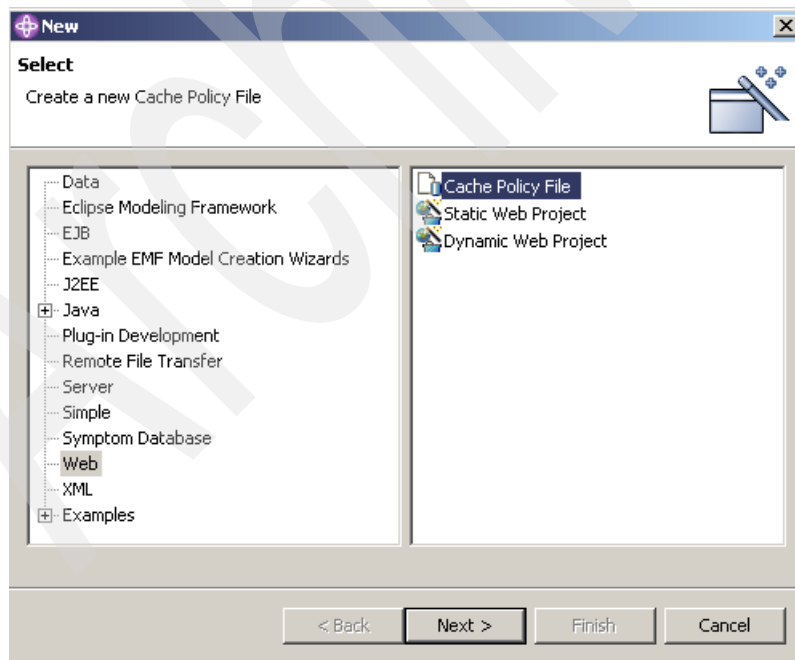 New
Select
Create a new Cache Policy File
Data
Eclipse Modeling Framework
EJB
Example EMF Model Creation Wizards
J2EE
Java
Plug-in Development
Remote File Transfer
Server
Simple
Symptom Database
Web
XML
Examples
Cache Policy File
Static Web Project
Dynamic Web Project
< Back
Next >
Finish
Cancel